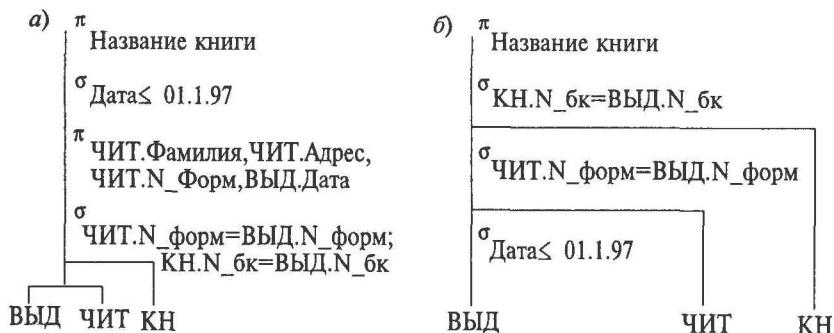 а) π
Название книги
σ
Дата≤ 01.1.97
π
ЧИТ.Фамилия,ЧИТ.Адрес,
ЧИТ.N_Форм,ВЫД.Дата
σ
ЧИТ.N_форм=ВЫД.N_форм;
КН.N_бк=ВЫД.N_бк
ВЫД ЧИТ КН
б) π
Название книги
σ
КН.N_бк=ВЫД.N_бк
σ
ЧИТ.N_форм=ВЫД.N_форм
σ
Дата≤ 01.1.97
ВЫД ЧИТ КН